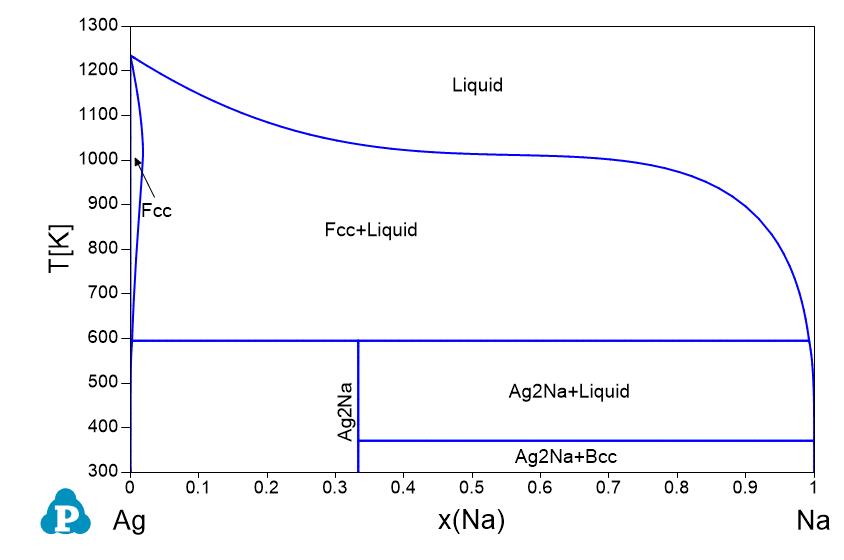 1300
1200
1100
1000
900
800
700
600
500
400
300
T[K]
Liquid
Fcc
Fcc+Liquid
Ag2Na
Ag2Na+Liquid
Ag2Na+Bcc
0 0.1 0.2 0.3 0.4 0.5 0.6 0.7 0.8 0.9 1
P Ag x(Na) Na